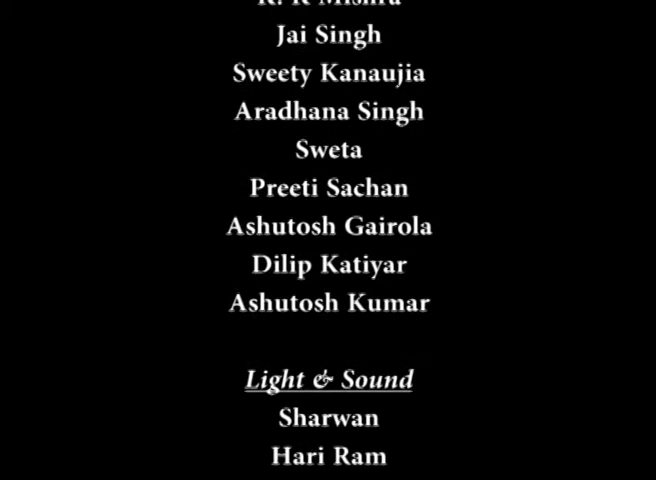 R. K Mishra
Jai Singh
Sweety Kanaujia
Aradhana Singh
Sweta
Preeti Sachan
Ashutosh Gairola
Dilip Katiyar
Ashutosh Kumar
Light & Sound
Sharwan
Hari Ram